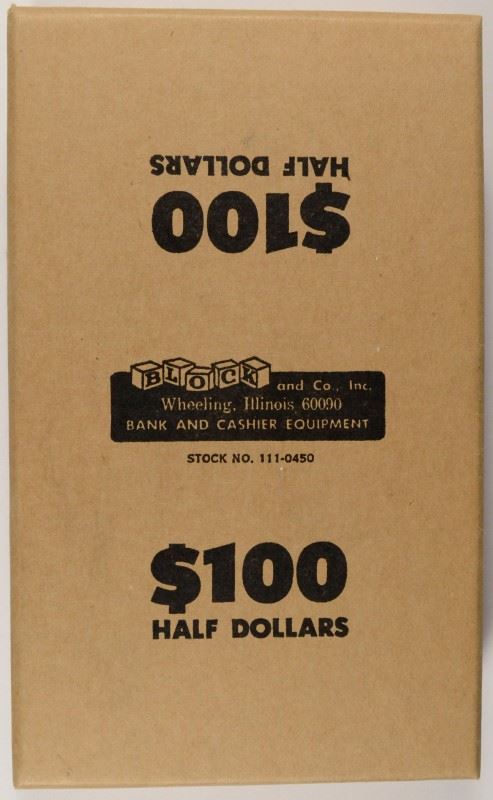 HALF DOLLARS
$100
BLOCK and Co., Inc.
Wheeling, Illinois 60090
BANK AND CASHIER EQUIPMENT
STOCK NO. 111-0450
$100
HALF DOLLARS